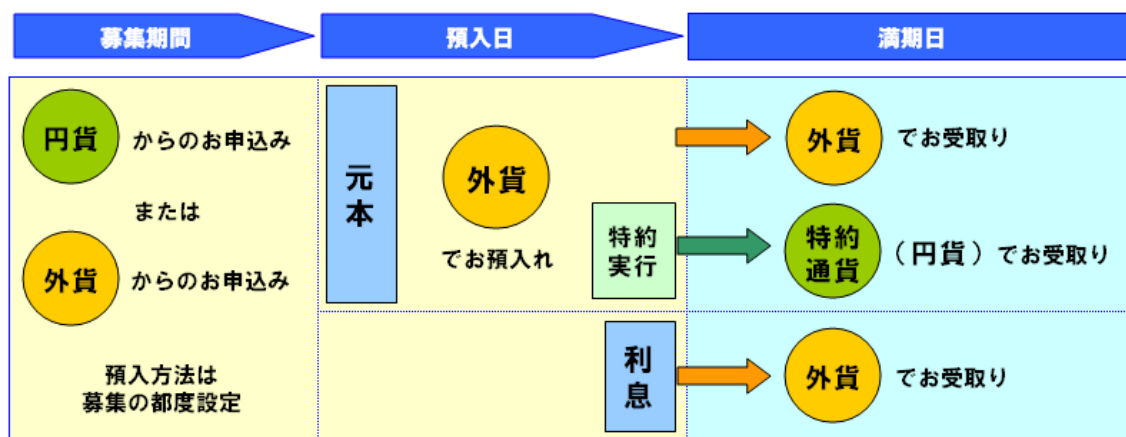 募集期間
預入日
満期日
円貨 からのお申込み
または
外貨 からのお申込み
預入方法は
募集の都度設定
元本
外貨
でお預入れ
特約
実行
利息
外貨 でお受取り
特約
通貨 (円貨) でお受取り
外貨 でお受取り